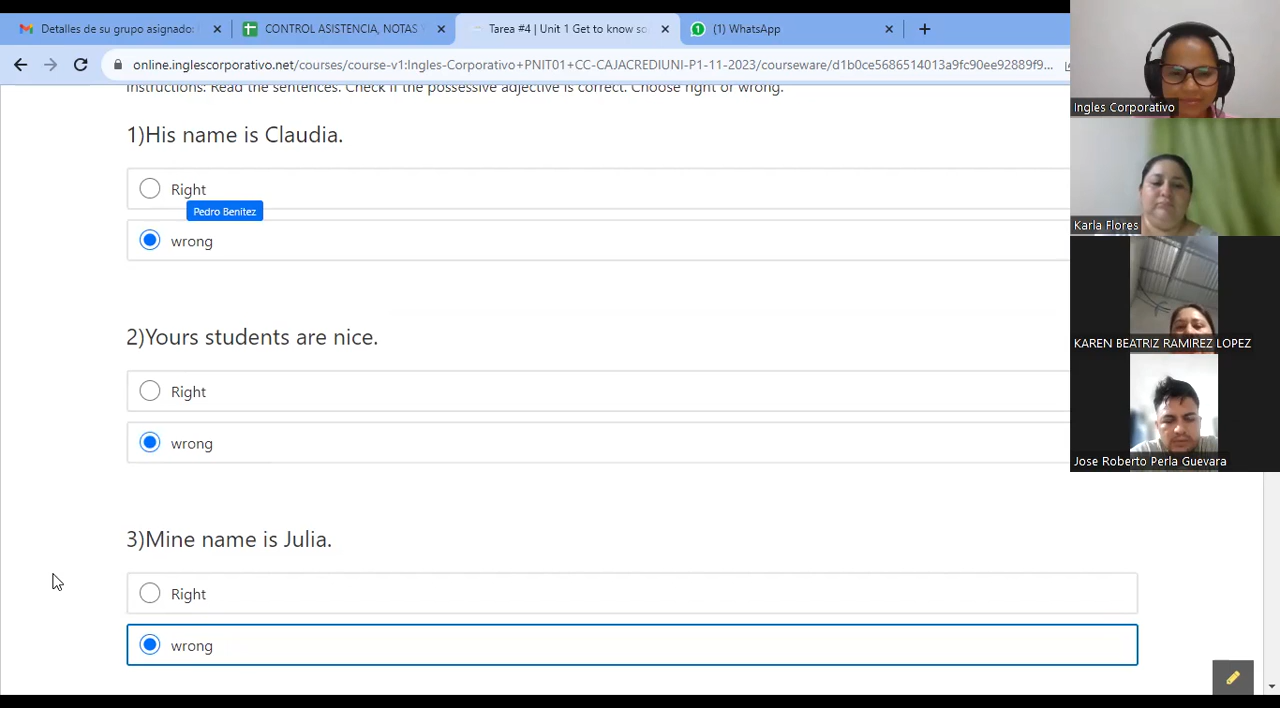 Detalles de su grupo asignado:
CONTROL ASISTENCIA, NOTAS
Tarea #4 | Unit 1 Get to know so
(1) WhatsApp
online.inglescorporativo.net/courses/course-v1:Ingles-Corporativo+PNIT01+CC-CAJACREDIUNI-P1-11-2023/courseware/d1b0ce5686514013a9fc90ee92889f9...
Instructions: Read the sentences. Check if the possessive adjective is correct. Choose right or wrong.
1)His name is Claudia.
Right
Pedro Benitez
wrong
2)Yours students are nice.
Right
wrong
3)Mine name is Julia.
Right
wrong
Ingles Corporativo
Karla Flores
KAREN BEATRIZ RAMIREZ LOPEZ
Jose Roberto Perla Guevara